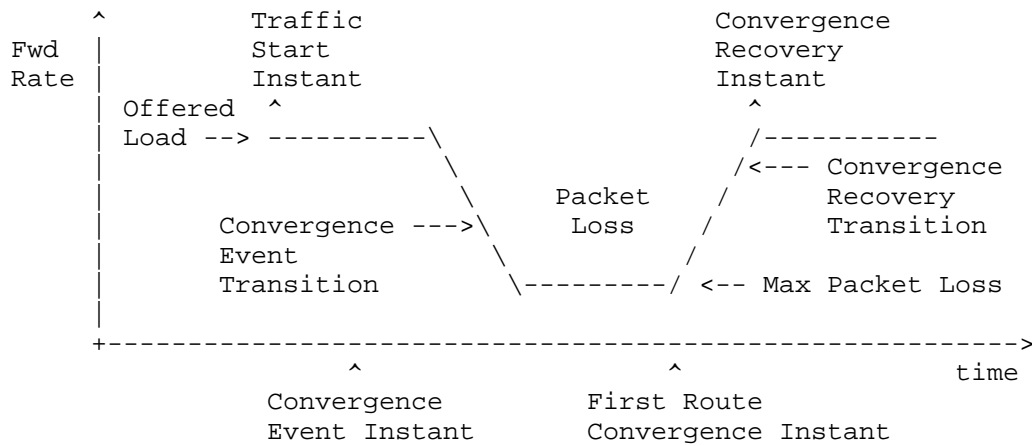 ^       Traffic                      Convergence
Fwd     |       Start                        Recovery
Rate    |       Instant                      Instant
        | Offered  ^                            ^
        | Load --> ----------\                  /-----------
        |                     \                /<--- Convergence
        |                      \    Packet    /      Recovery
        |       Convergence --->\    Loss    /       Transition
        |       Event            \          /
        |       Transition        \---------/ <-- Max Packet Loss
        |
        +--------------------------------------------------------->
                     ^                   ^                 time
                Convergence         First Route
                Event Instant       Convergence Instant